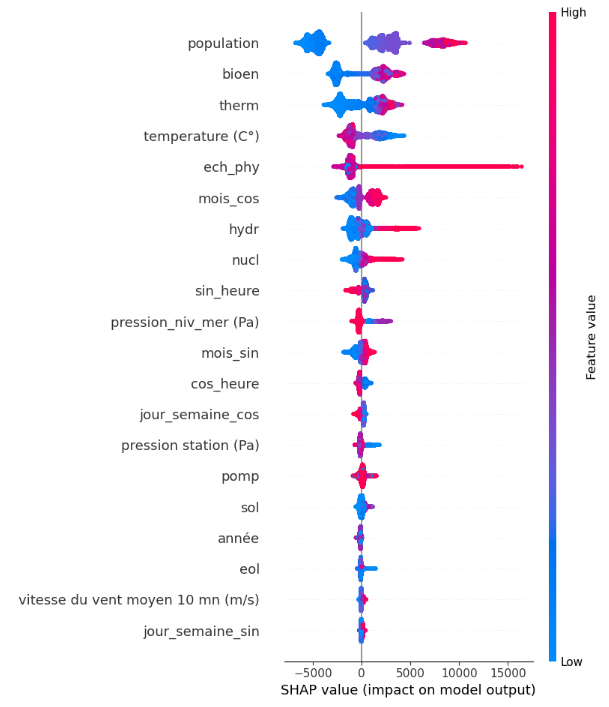 High
population
bioen
therm
temperature (C°)
ech_phy
mois_cos
hydr
nucl
sin_heure
pression_niv_mer (Pa)
mois_sin
cos_heure
jour_semaine_cos
pression station (Pa)
pomp
sol
année
eol
vitesse du vent moyen 10 mn (m/s)
jour_semaine_sin
Feature value
Low
−5000 0 5000 10000 15000
SHAP value (impact on model output)